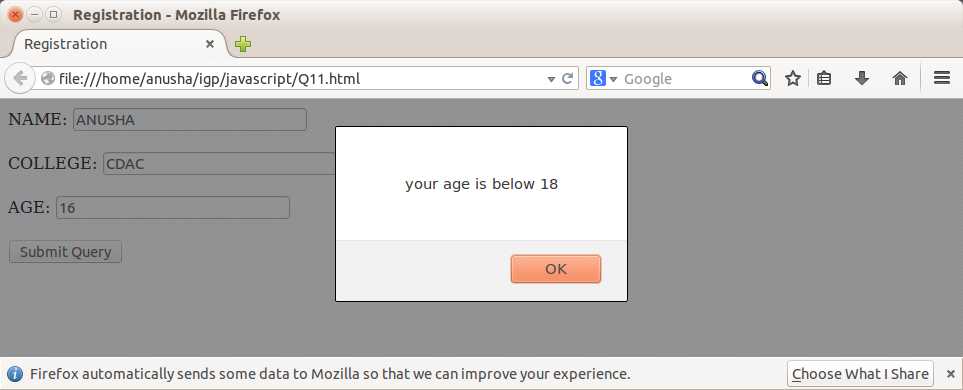 Registration - Mozilla Firefox
Registration
file:///home/anusha/igp/javascript/Q11.html
Google
NAME: ANUSHA
COLLEGE: CDAC
AGE: 16
Submit Query
your age is below 18
OK
Firefox automatically sends some data to Mozilla so that we can improve your experience.
Choose What I Share